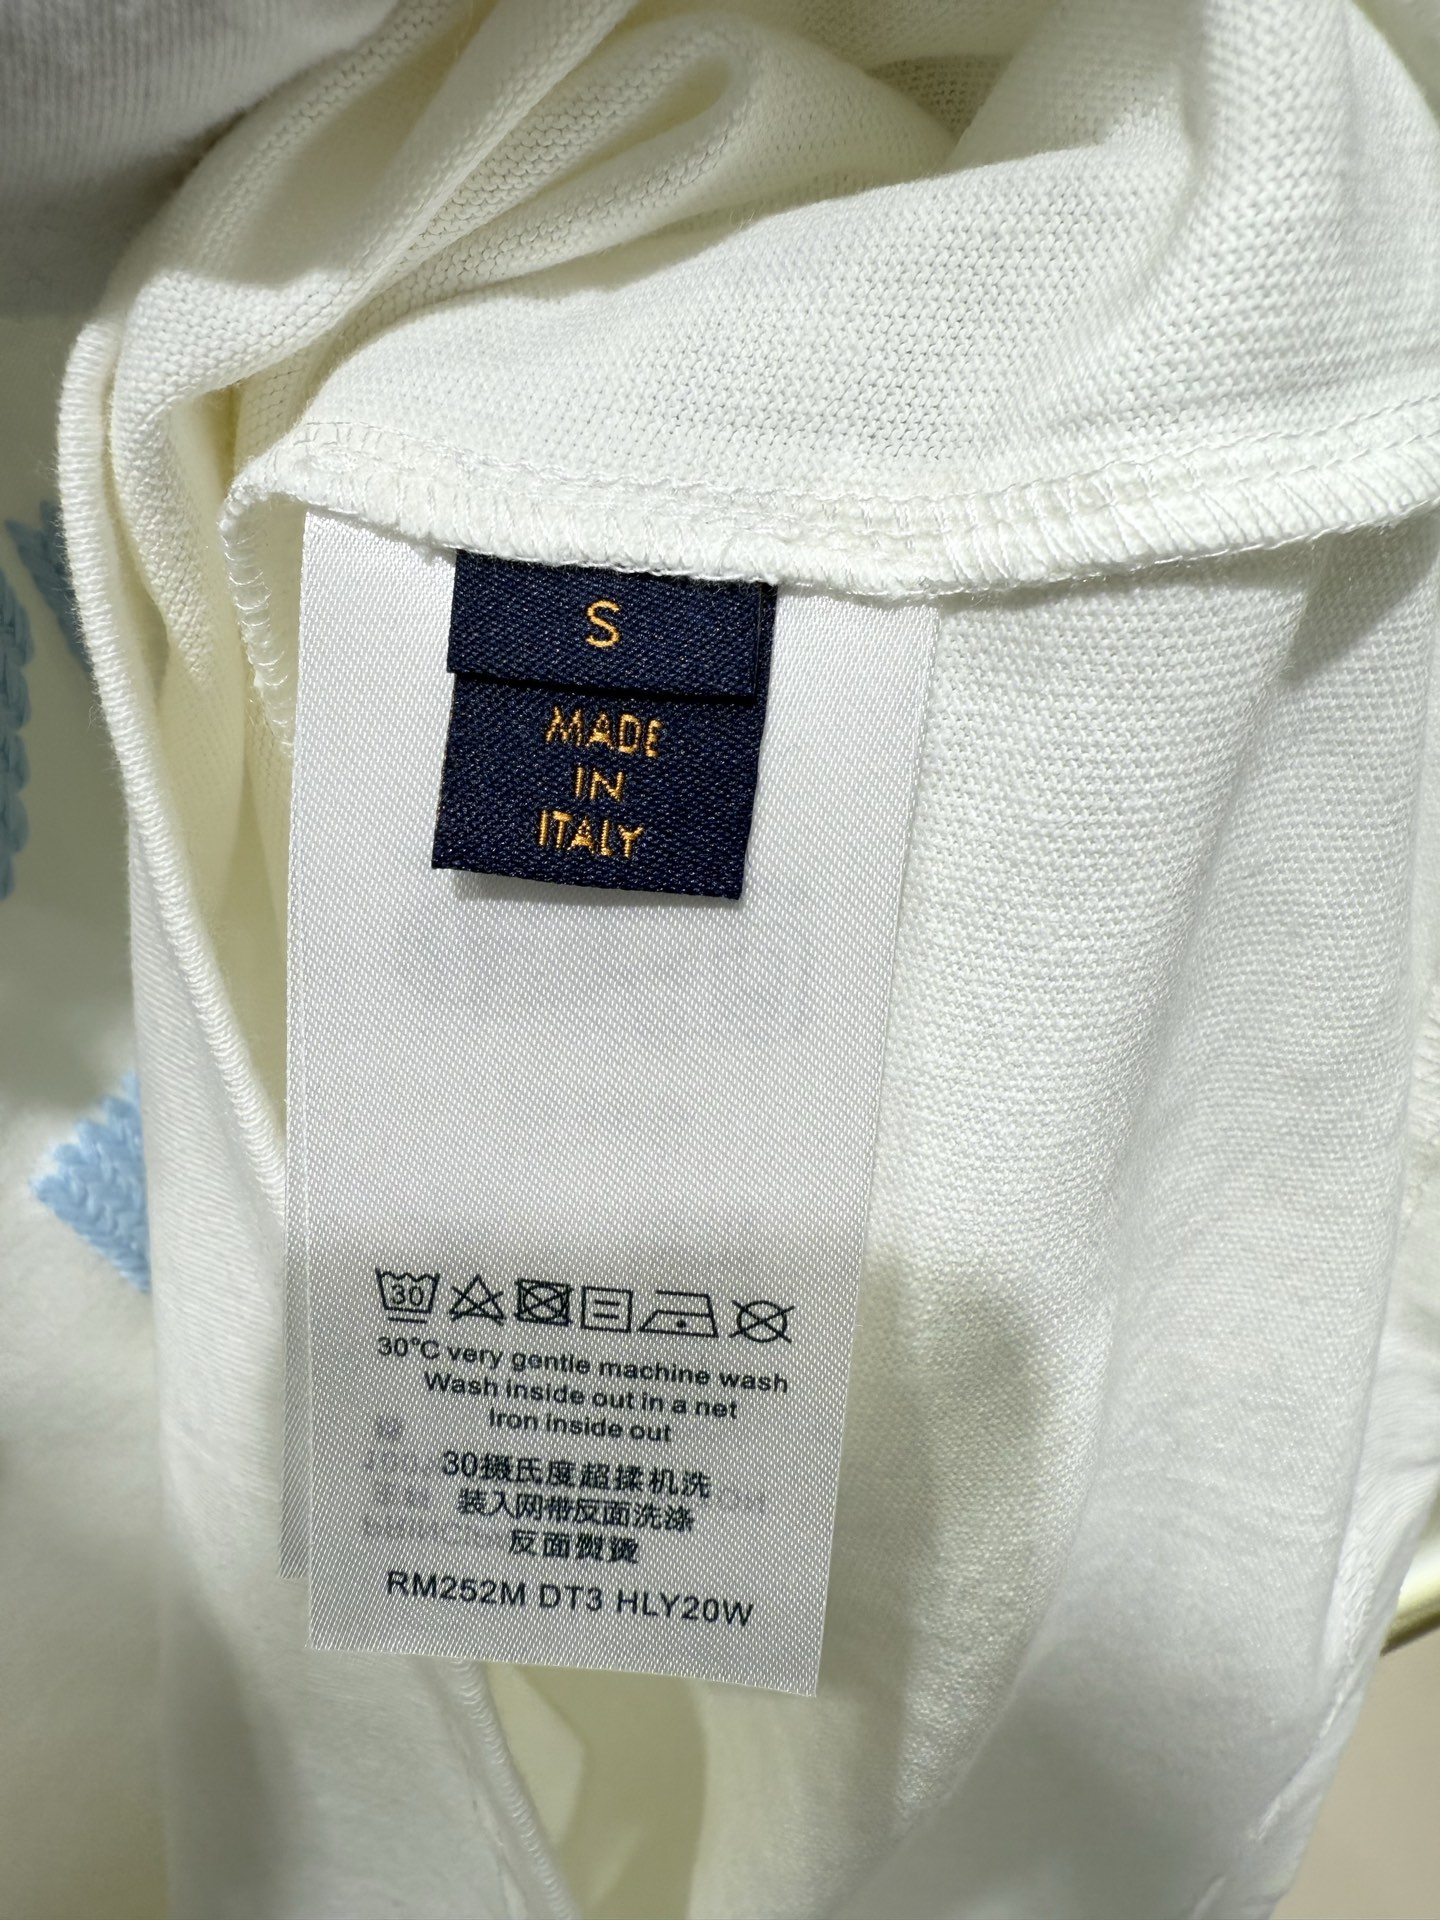 S
MADE
IN
ITALY
30
30°C very gentle machine wash
Wash inside out in a net
Iron inside out
30摄氏度超揉机洗
装入网带反面洗涤
反面熨烫
RM252M DT3 HLY20W